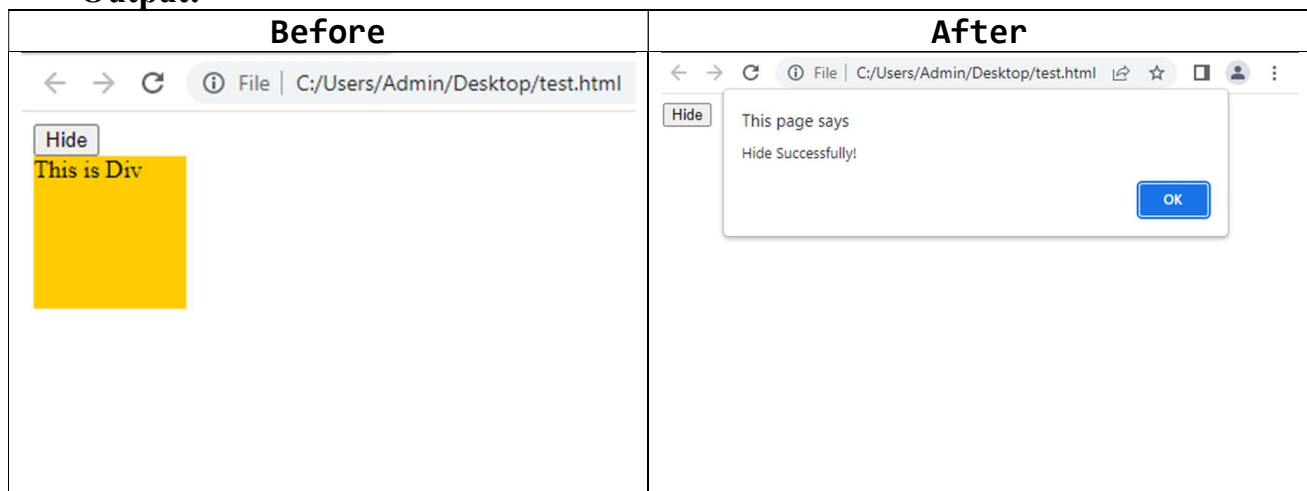 Output:
Before
After
File | C:/Users/Admin/Desktop/test.html
Hide
This is Div
File | C:/Users/Admin/Desktop/test.html
Hide
This page says
Hide Successfully!
OK